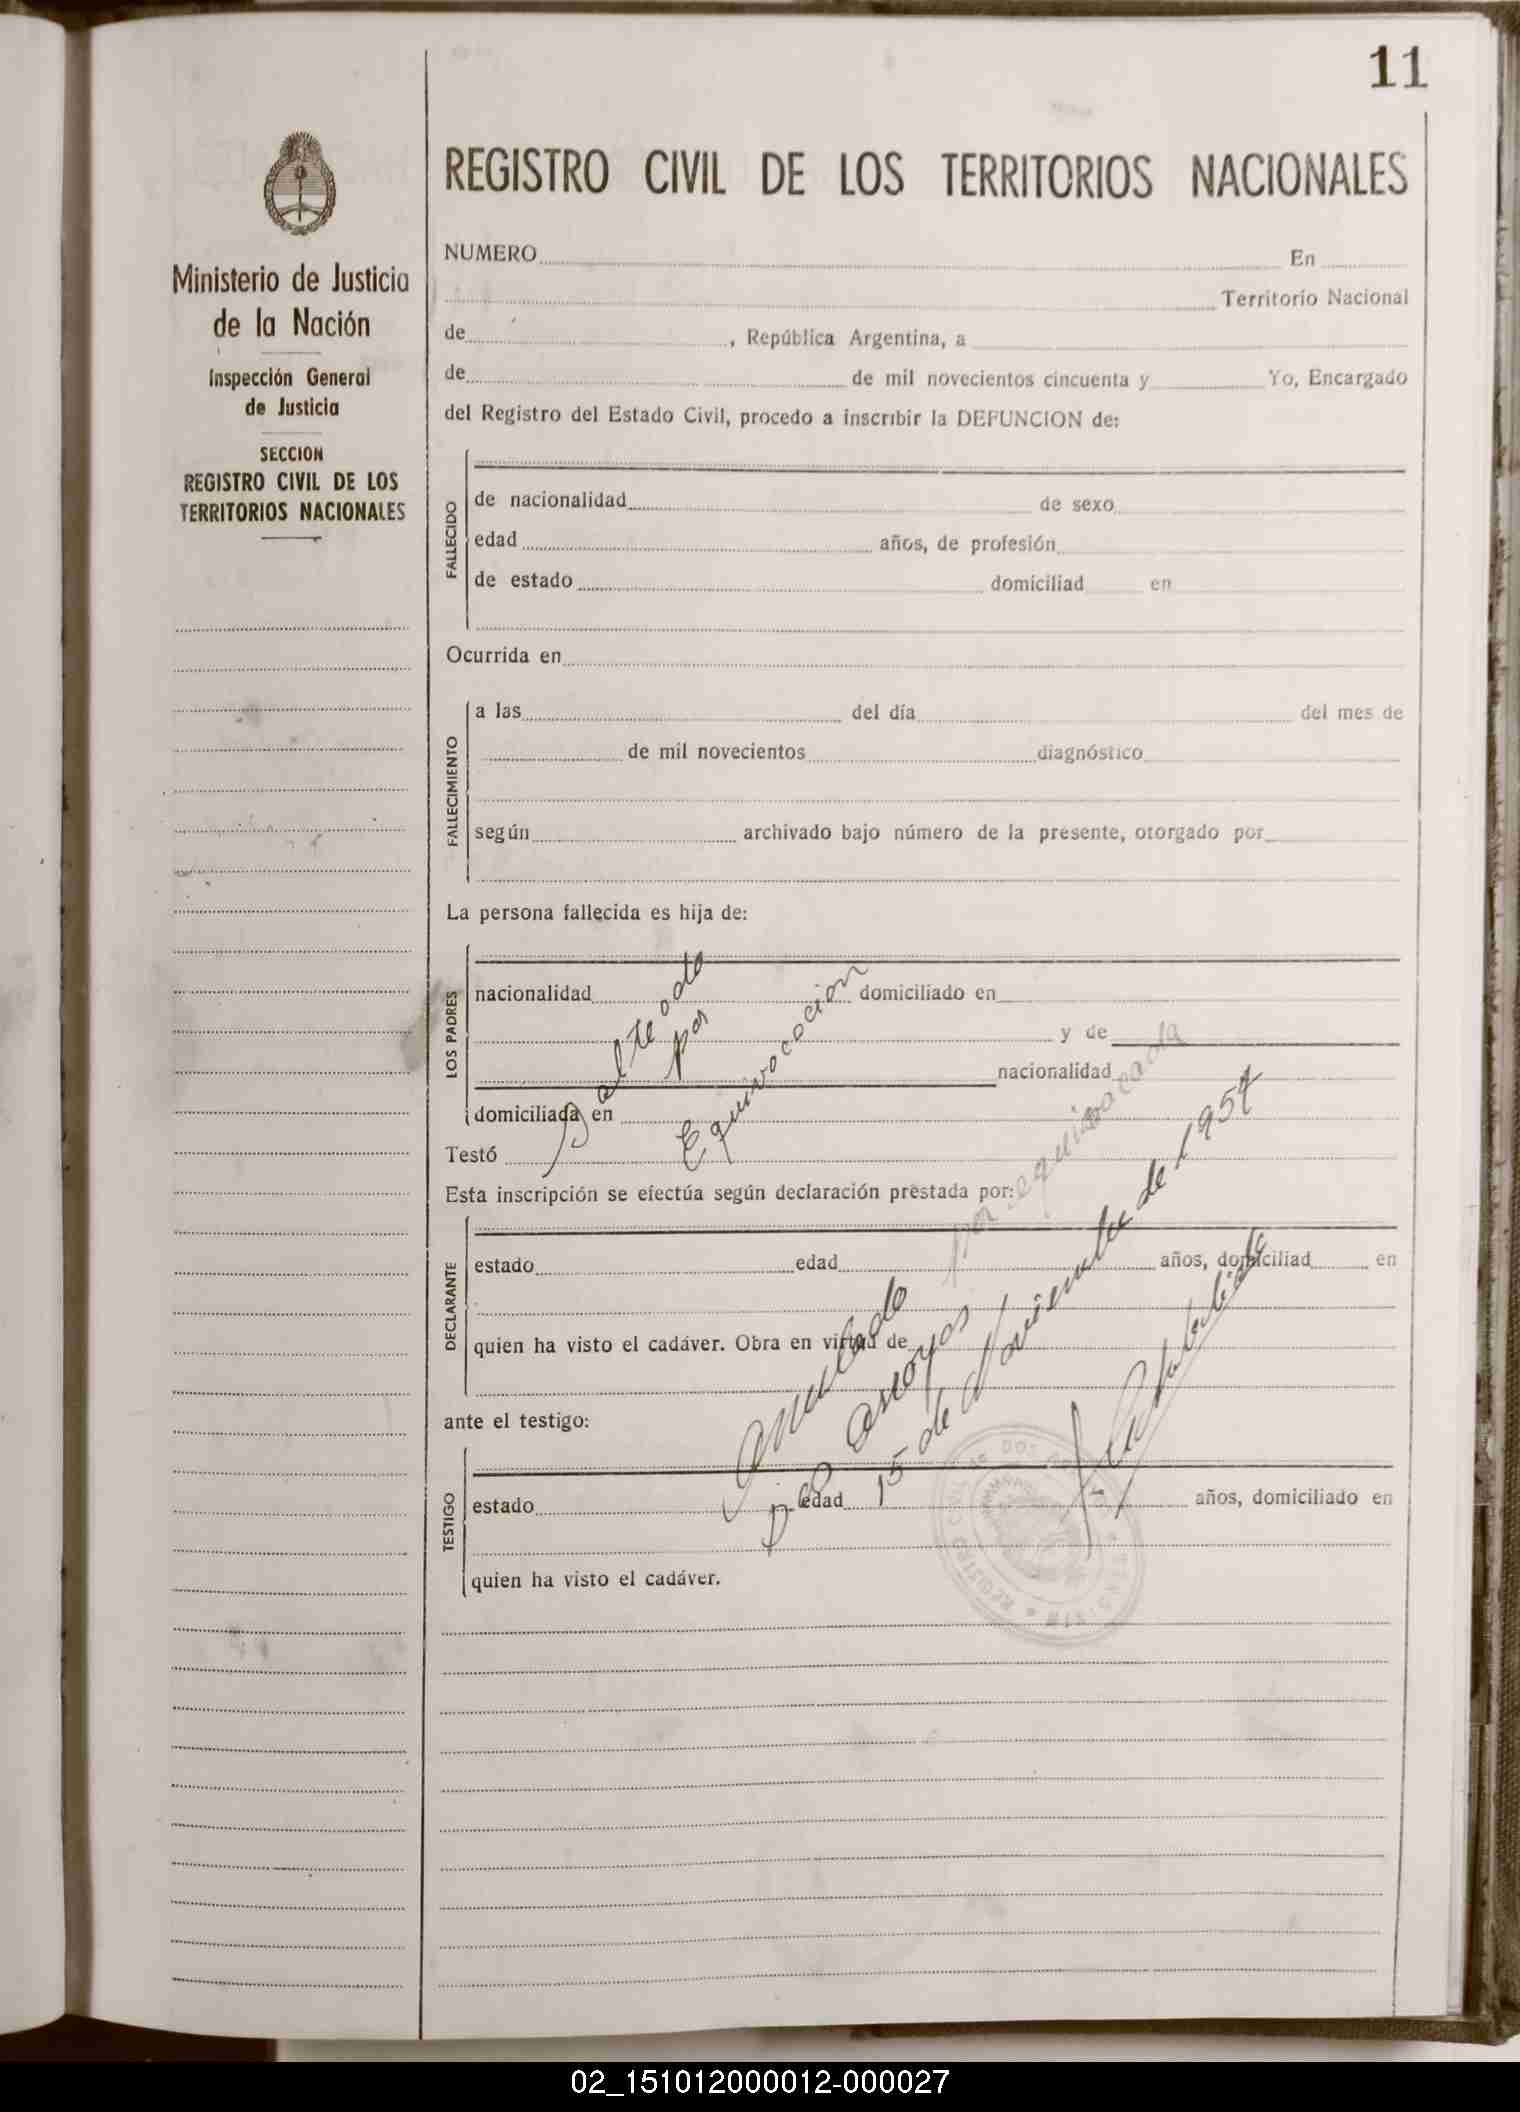 11
Ministerio de Justicia
de la Nación
Inspección General
de Justicia
SECCION
REGISTRO CIVIL DE LOS
TERRITORIOS NACIONALES
REGISTRO CIVIL DE LOS TERRITORIOS NACIONALES
NUMERO En
Territorio Nacional
de , República Argentina, a
de de mil novecientos cincuenta y Yo, Encargado
del Registro del Estado Civil, procedo a inscribir la DEFUNCION de:
FALLECIDO
de nacionalidad de sexo
edad años, de profesión
de estado domiciliad en
Ocurrida en
FALLECIMIENTO
a las del día del mes de
de mil novecientos diagnóstico
según archivado bajo número de la presente, otorgado por
La persona fallecida es hija de:
LOS PADRES
nacionalidad domiciliado en
y de
nacionalidad
domiciliada en
Testó
Esta inscripción se efectúa según declaración prestada por:
DECLARANTE
estado edad años, domiciliad en
quien ha visto el cadáver. Obra en virtud de
ante el testigo:
TESTIGO
estado edad años, domiciliado en
quien ha visto el cadáver.
Salteado
por
Equivocación
Anulado por equivocada
Dos Arroyos
15 de Noviembre de 1954
REGISTRO CIVIL
02_151012000012-000027